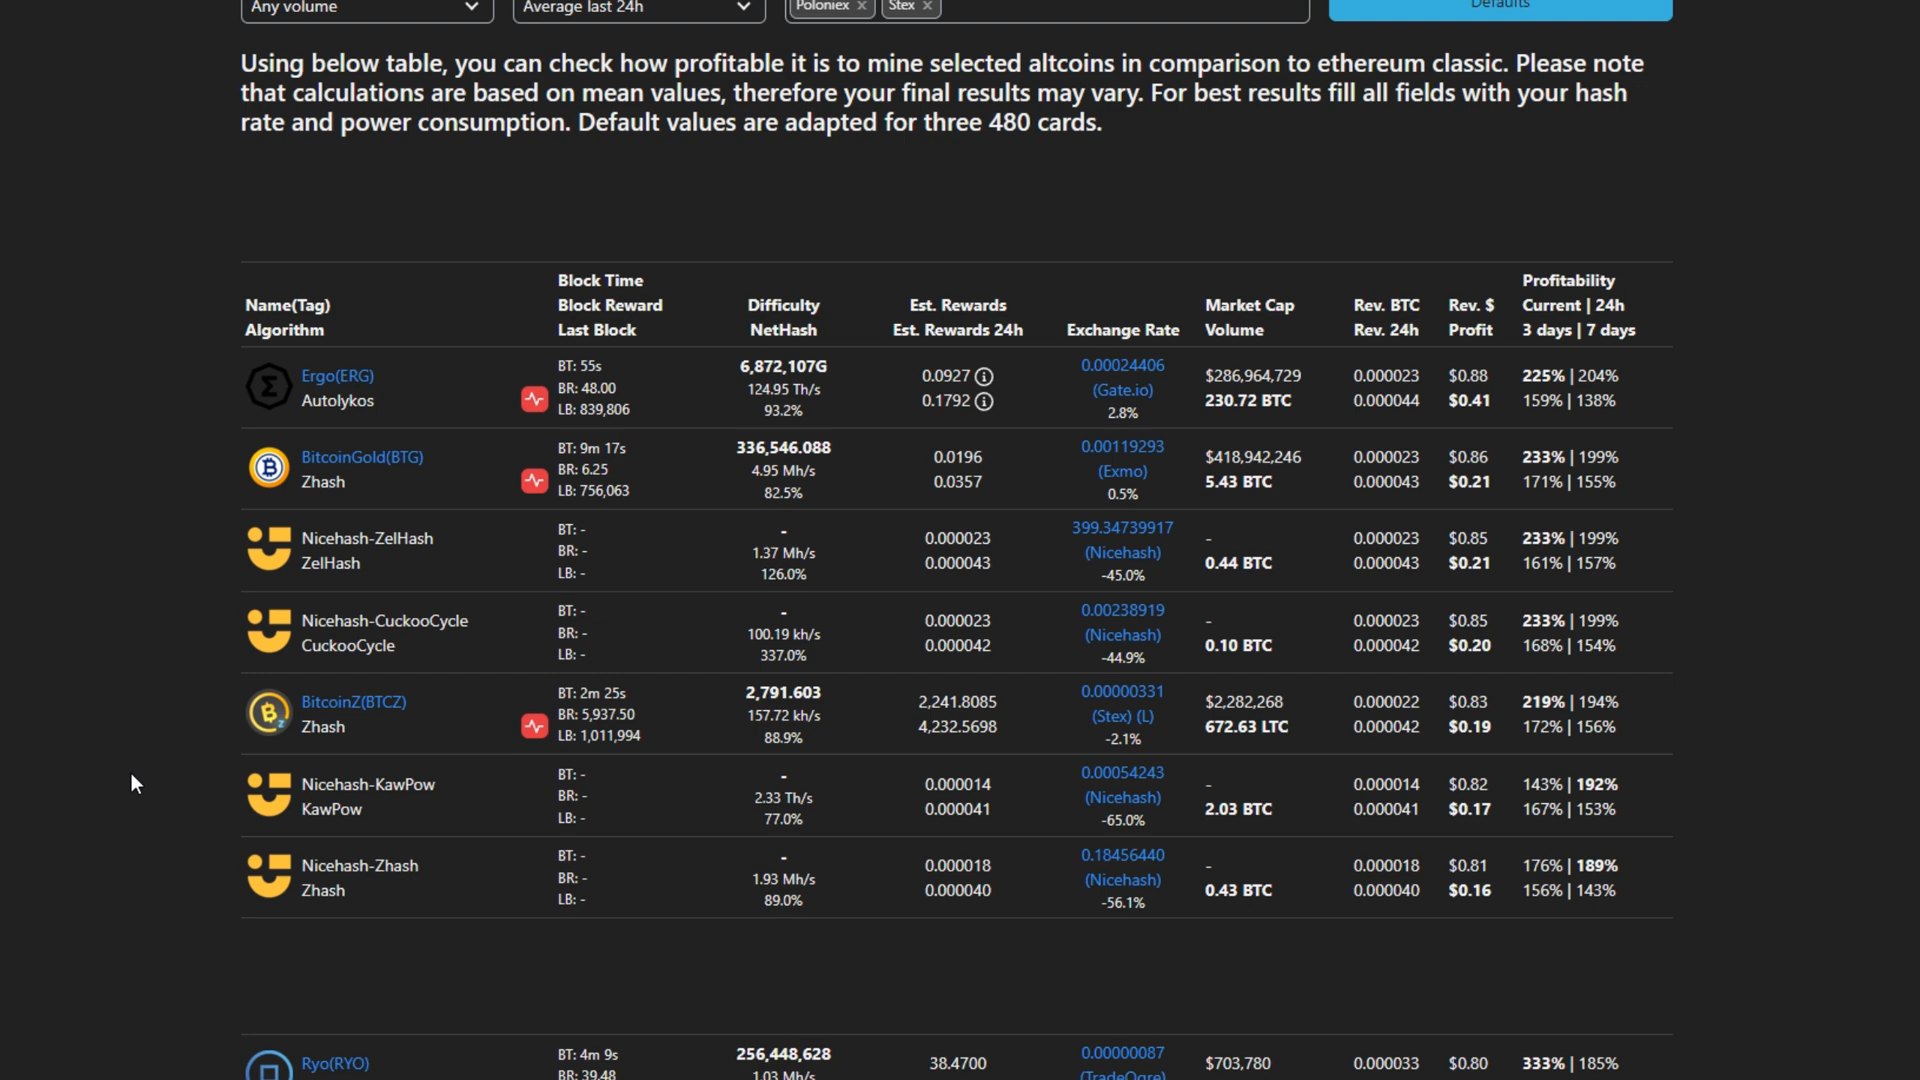 Any volume Average last 24h Poloniex × Stex × Defaults
Using below table, you can check how profitable it is to mine selected altcoins in comparison to ethereum classic. Please note
that calculations are based on mean values, therefore your final results may vary. For best results fill all fields with your hash
rate and power consumption. Default values are adapted for three 480 cards.
Block Time Profitability
Name(Tag) Block Reward Difficulty Est. Rewards Market Cap Rev. BTC Rev. $ Current | 24h
Algorithm Last Block NetHash Est. Rewards 24h Exchange Rate Volume Rev. 24h Profit 3 days | 7 days
BT: 55s 6,872,107G 0.00024406
Ergo(ERG) BR: 48.00 124.95 Th/s 0.0927 $286,964,729 0.000023 $0.88 225% | 204%
Autolykos LB: 839,806 93.2% 0.1792 (Gate.io) 230.72 BTC 0.000044 $0.41 159% | 138%
2.8%
BT: 9m 17s 336,546.088 0.00119293
BitcoinGold(BTG) BR: 6.25 4.95 Mh/s 0.0196 (Exmo) $418,942,246 0.000023 $0.86 233% | 199%
Zhash LB: 756,063 82.5% 0.0357 0.5% 5.43 BTC 0.000043 $0.21 171% | 155%
BT: - - 399.34739917
Nicehash-ZelHash BR: - 1.37 Mh/s 0.000023 (Nicehash) - 0.000023 $0.85 233% | 199%
ZelHash LB: - 126.0% 0.000043 -45.0% 0.44 BTC 0.000043 $0.21 161% | 157%
BT: - - 0.00238919
Nicehash-CuckooCycle BR: - 100.19 kh/s 0.000023 (Nicehash) - 0.000023 $0.85 233% | 199%
CuckooCycle LB: - 337.0% 0.000042 -44.9% 0.10 BTC 0.000042 $0.20 168% | 154%
BT: 2m 25s 2,791.603 0.00000331
BitcoinZ(BTCZ) BR: 5,937.50 157.72 kh/s 2,241.8085 (Stex) (L) $2,282,268 0.000022 $0.83 219% | 194%
Zhash LB: 1,011,994 88.9% 4,232.5698 -2.1% 672.63 LTC 0.000042 $0.19 172% | 156%
BT: - - 0.00054243
Nicehash-KawPow BR: - 2.33 Th/s 0.000014 (Nicehash) - 0.000014 $0.82 143% | 192%
KawPow LB: - 77.0% 0.000041 -65.0% 2.03 BTC 0.000041 $0.17 167% | 153%
BT: - - 0.18456440
Nicehash-Zhash BR: - 1.93 Mh/s 0.000018 (Nicehash) - 0.000018 $0.81 176% | 189%
Zhash LB: - 89.0% 0.000040 -56.1% 0.43 BTC 0.000040 $0.16 156% | 143%
BT: 4m 9s 256,448,628 0.00000087
Ryo(RYO) BR: 39.48 1.03 Mh/s 38.4700 (TradeOgre) $703,780 0.000033 $0.80 333% | 185%